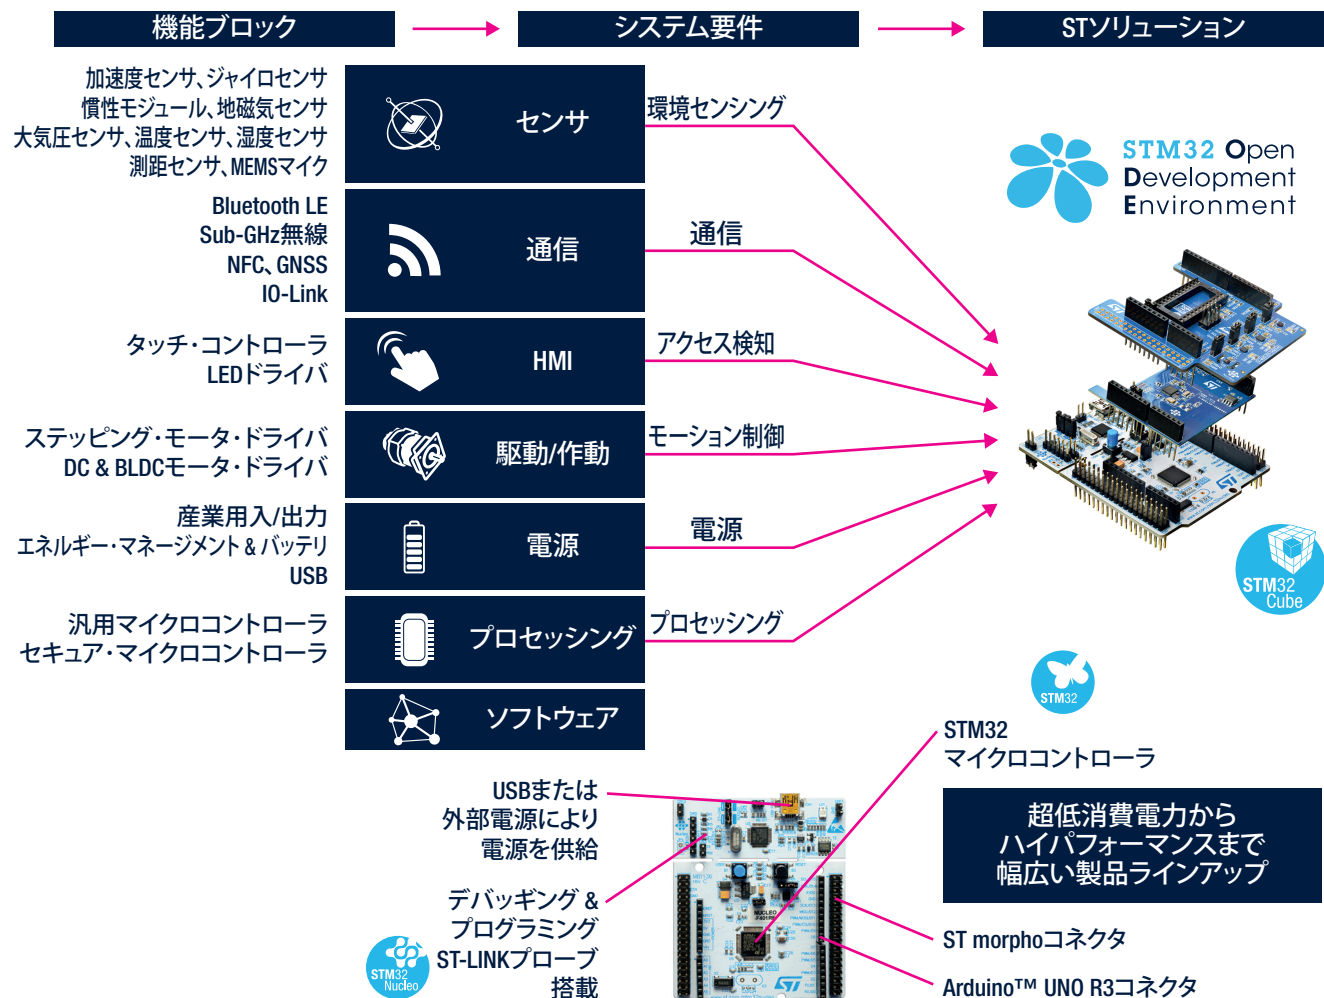 機能ブロック
システム要件
STソリューション
加速度センサ、ジャイロセンサ
慣性モジュール、地磁気センサ
大気圧センサ、温度センサ、湿度センサ
測距センサ、MEMSマイク
センサ
環境センシング
STM32 Open
Development
Environment
Bluetooth LE
Sub-GHz無線
NFC、GNSS
IO-Link
通信
通信
タッチ・コントローラ
LEDドライバ
HMI
アクセス検知
ステッピング・モータ・ドライバ
DC & BLDCモータ・ドライバ
駆動/作動
モーション制御
産業用入/出力
エネルギー・マネージメント & バッテリ
USB
電源
電源
STM32
Cube
汎用マイクロコントローラ
セキュア・マイクロコントローラ
プロセッシング
プロセッシング
ソフトウェア
STM32
STM32
マイクロコントローラ
超低消費電力から
ハイパフォーマンスまで
幅広い製品ラインアップ
USBまたは
外部電源により
電源を供給
デバッギング &
プログラミング
ST-LINKプローブ
搭載
STM32
Nucleo
NUCLEO
-F401RE
ST morphoコネクタ
Arduino™ UNO R3コネクタ